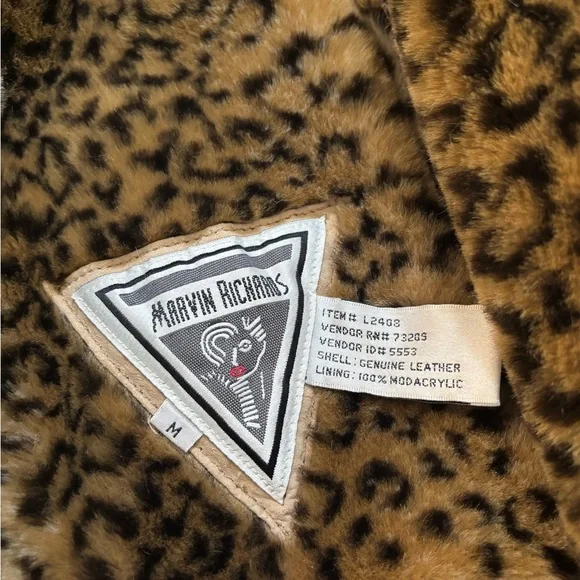 MARVIN RICHARDS
ITEM# L2408
VENDOR RN# 73209
VENDOR ID# 5553
SHELL: GENUINE LEATHER
LINING: 100% MODACRYLIC
M